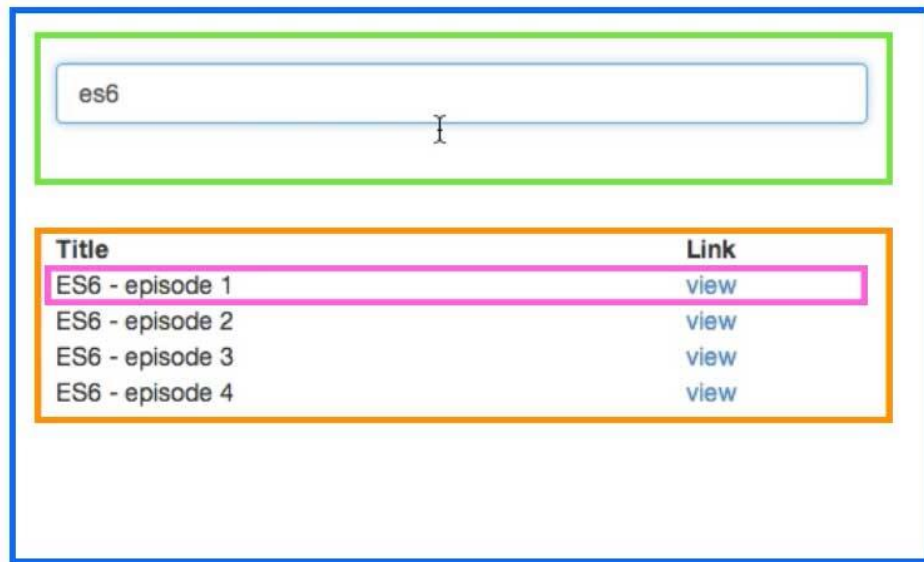 es6
Title Link
ES6 - episode 1 view
ES6 - episode 2 view
ES6 - episode 3 view
ES6 - episode 4 view